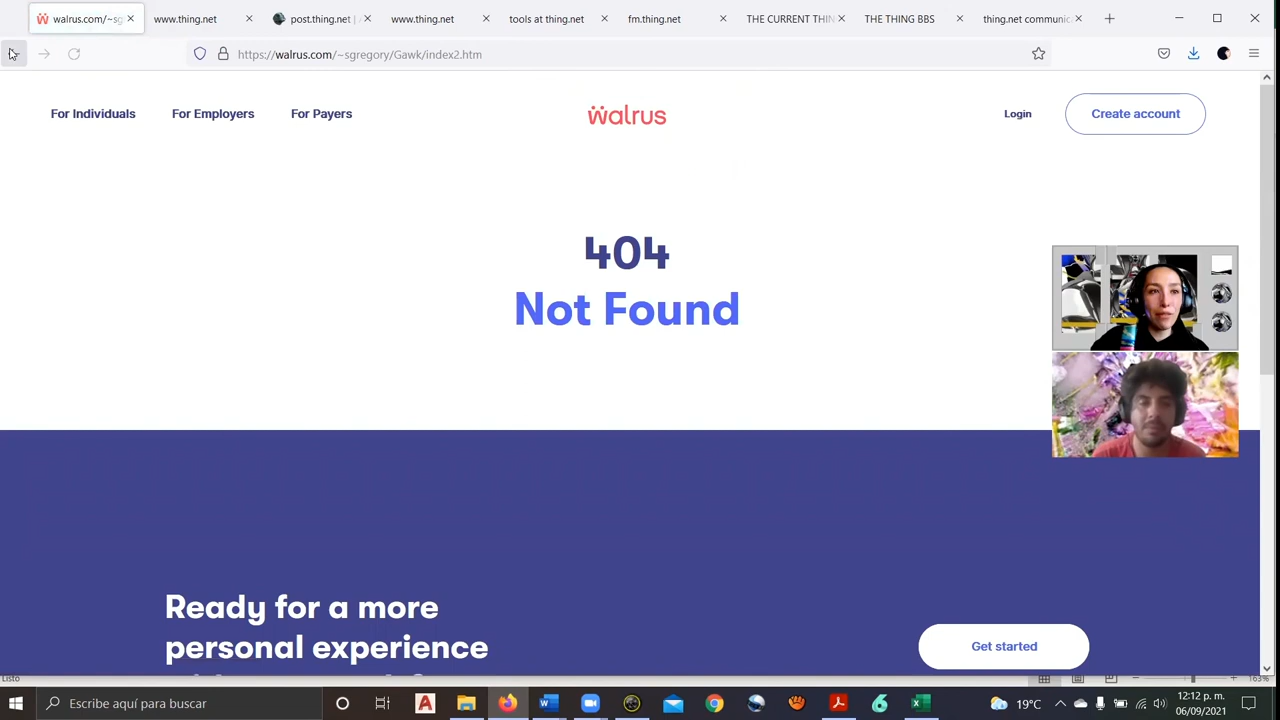 walrus.com/~sg
www.thing.net
post.thing.net | A
www.thing.net
tools at thing.net
fm.thing.net
THE CURRENT THIN
THE THING BBS
thing.net communic
https://walrus.com/~sgregory/Gawk/index2.htm
For Individuals
For Employers
For Payers
walrus
Login
Create account
404
Not Found
Ready for a more
personal experience
Get started
Listo
163%
Escribe aquí para buscar
19°C
12:12 p. m.
06/09/2021